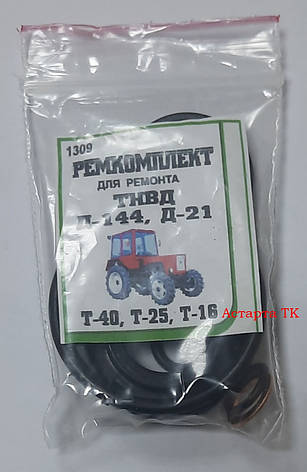 1309
РЕМКОМПЛЕКТ
ДЛЯ РЕМОНТА
ТНВД
Д-144, Д-21
Т-40, Т-25, Т-16
Астарта ТК